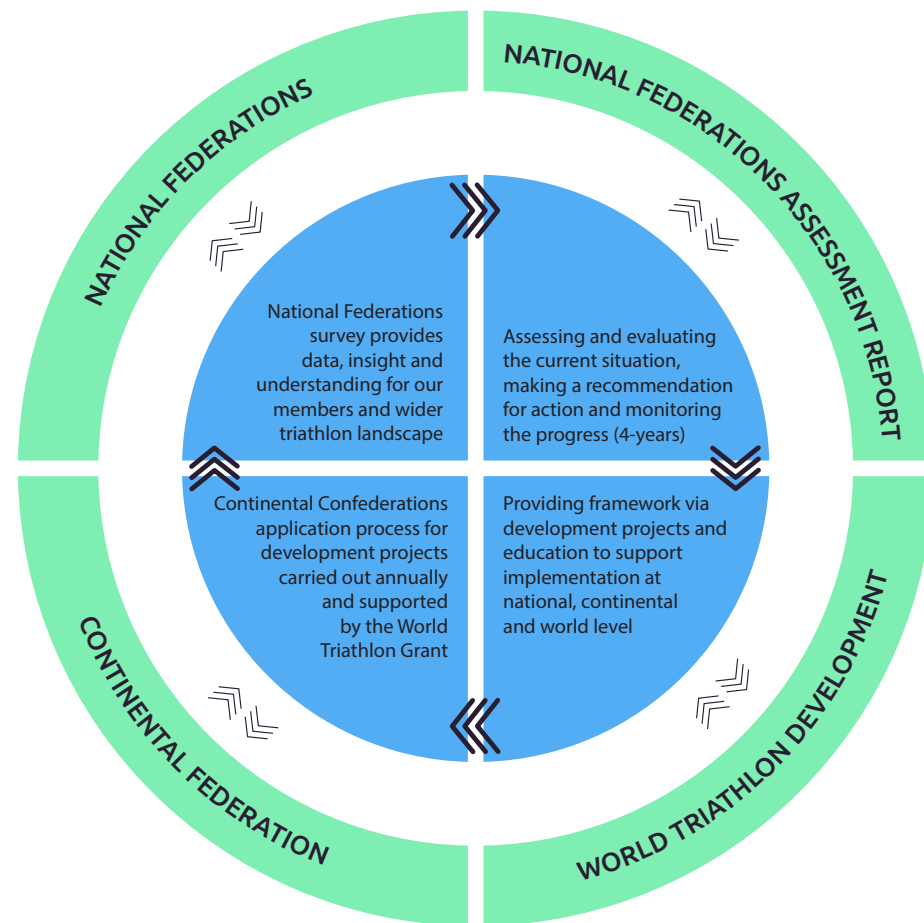 NATIONAL FEDERATIONS
NATIONAL FEDERATIONS ASSESSMENT REPORT
National Federations
survey provides
data, insight and
understanding for our
members and wider
triathlon landscape
Assessing and evaluating
the current situation,
making a recommendation
for action and monitoring
the progress (4-years)
Continental Confederations
application process for
development projects
carried out annually
and supported
by the World
Triathlon Grant
Providing framework via
development projects and
education to support
implementation at
national, continental
and world level
CONTINENTAL FEDERATION
WORLD TRIATHLON DEVELOPMENT